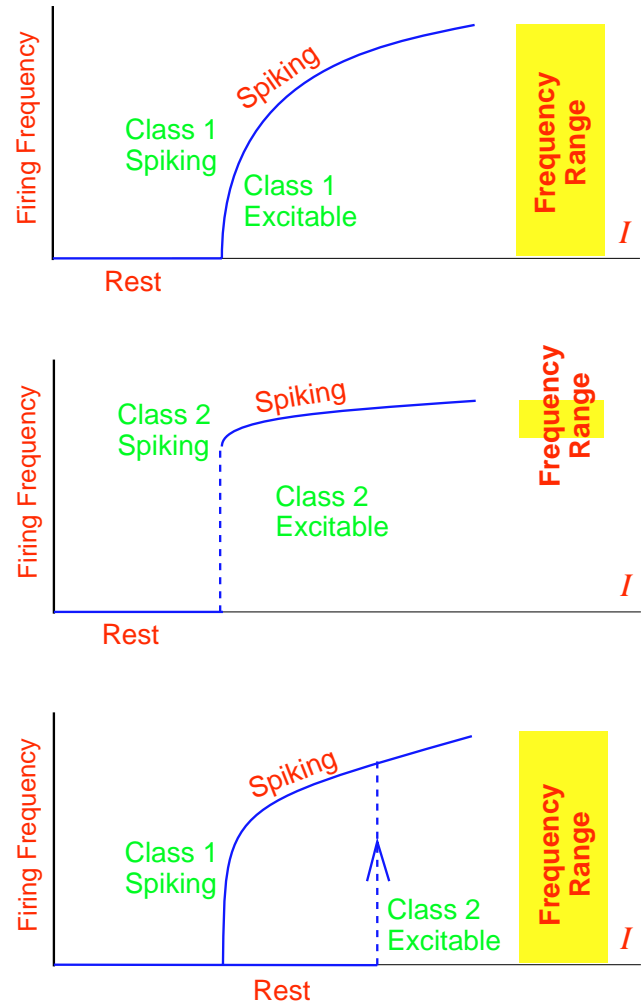 Firing Frequency
Spiking
Class 1
Spiking
Class 1
Excitable
Frequency
Range
I
Rest
Firing Frequency
Spiking
Class 2
Spiking
Class 2
Excitable
Frequency
Range
I
Rest
Firing Frequency
Spiking
Class 1
Spiking
Class 2
Excitable
Frequency
Range
I
Rest